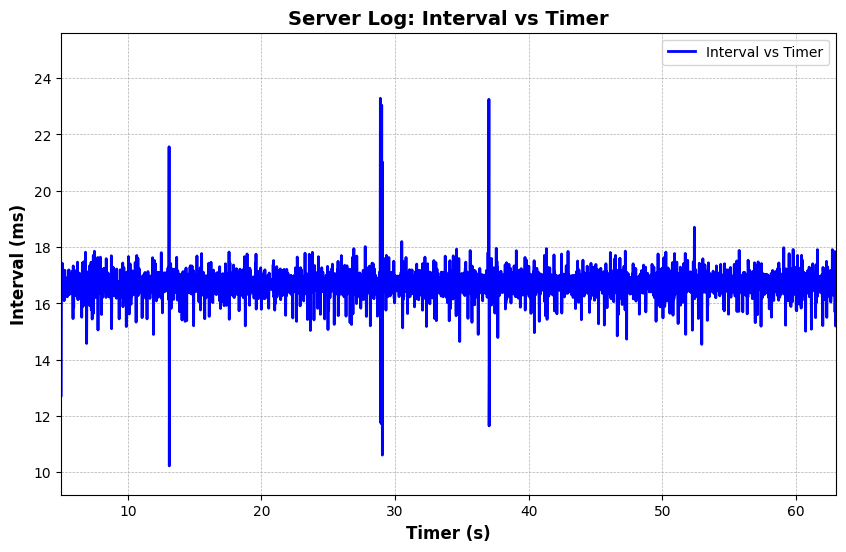 Server Log: Interval vs Timer
Interval vs Timer
24
22
20
18
16
14
12
10
Interval (ms)
10 20 30 40 50 60
Timer (s)